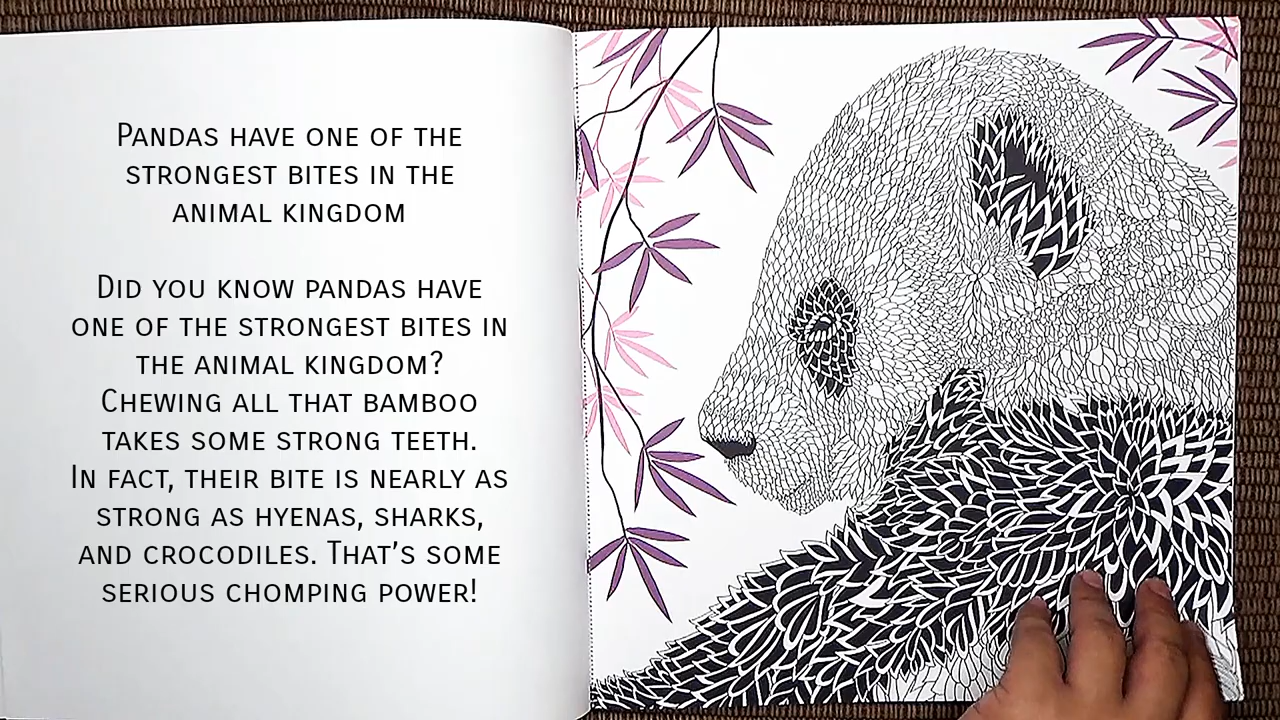 Pandas have one of the
strongest bites in the
animal kingdom
Did you know pandas have
one of the strongest bites in
the animal kingdom?
Chewing all that bamboo
takes some strong teeth.
In fact, their bite is nearly as
strong as hyenas, sharks,
and crocodiles. That's some
serious chomping power!